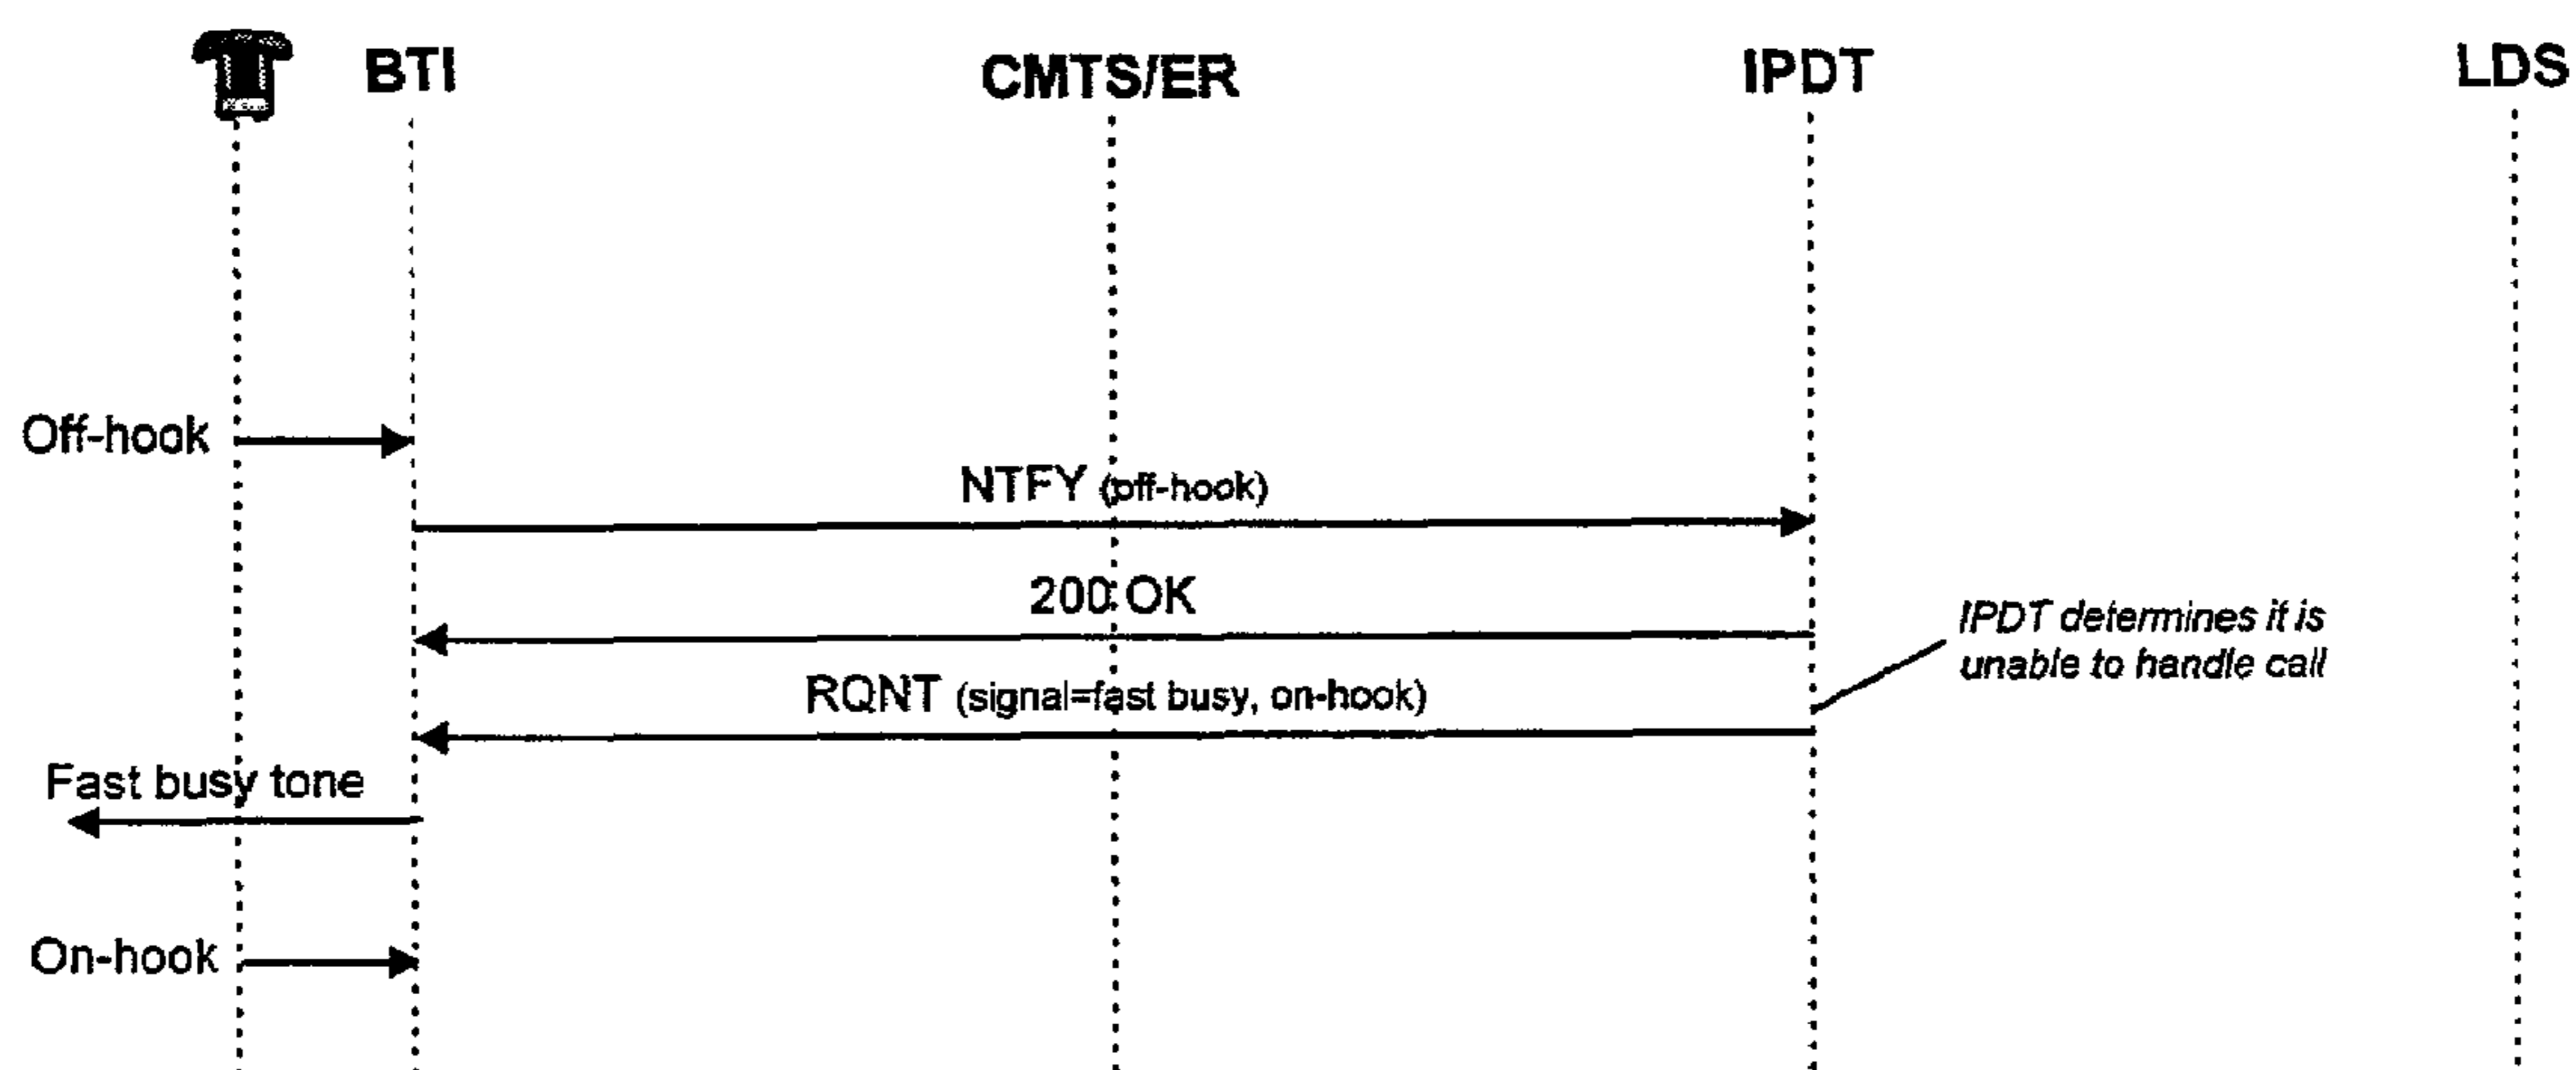 BTI
CMTS/ER
IPDT
LDS
Off-hook
NTFY (off-hook)
200 OK
IPDT determines it is
unable to handle call
RQNT (signal=fast busy, on-hook)
Fast busy tone
On-hook